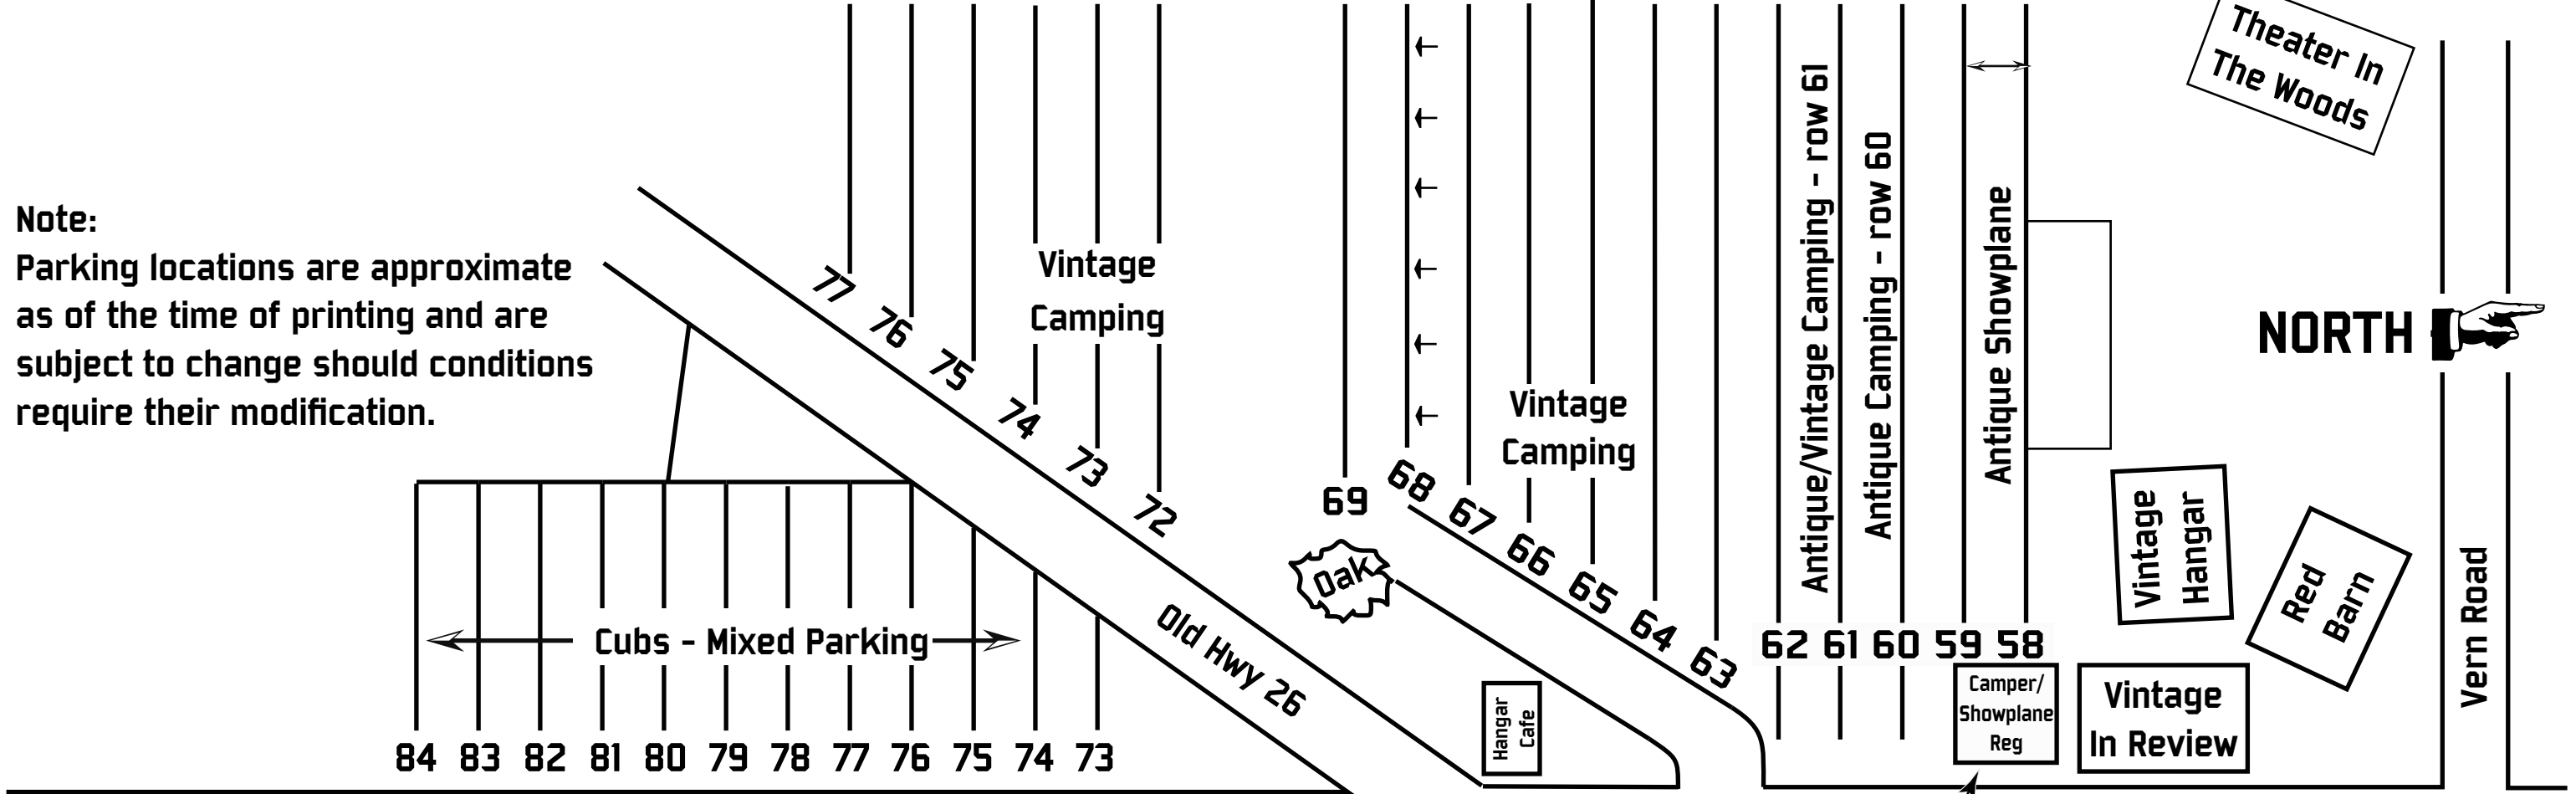 Theater In
The Woods
Note:
Parking locations are approximate
as of the time of printing and are
subject to change should conditions
require their modification.
77
76
75
74
73
72
Vintage
Camping
69
68
67
66
65
64
63
Vintage
Camping
Antique/Vintage Camping - row 61
Antique Camping - row 60
Antique Showplane
NORTH
Oak
Vintage
Hangar
Red
Barn
Vern Road
62 61 60 59 58
Cubs - Mixed Parking
Old Hwy 26
Hangar
Cafe
Camper/
Showplane
Reg
Vintage
In Review
84 83 82 81 80 79 78 77 76 75 74 73